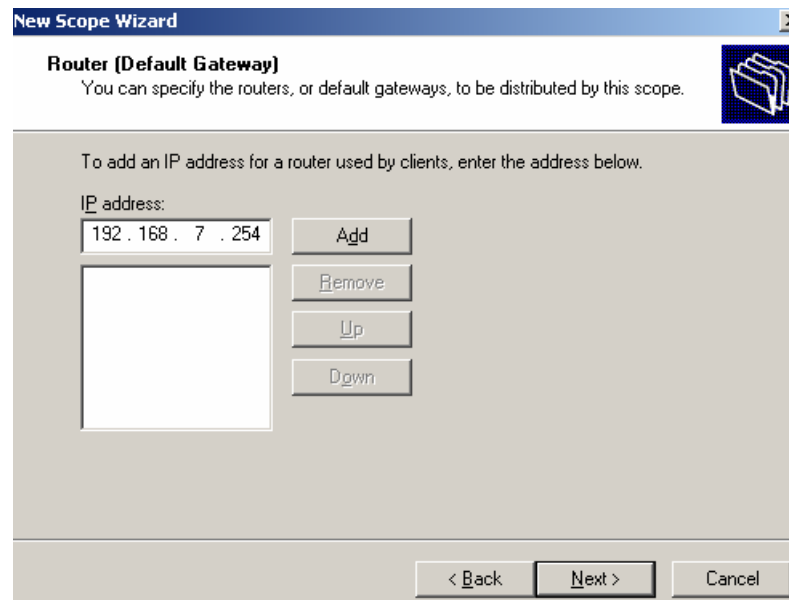 New Scope Wizard
Router (Default Gateway)
You can specify the routers, or default gateways, to be distributed by this scope.
To add an IP address for a router used by clients, enter the address below.
IP address:
192 . 168 . 7 . 254
Add
Remove
Up
Down
< Back
Next >
Cancel